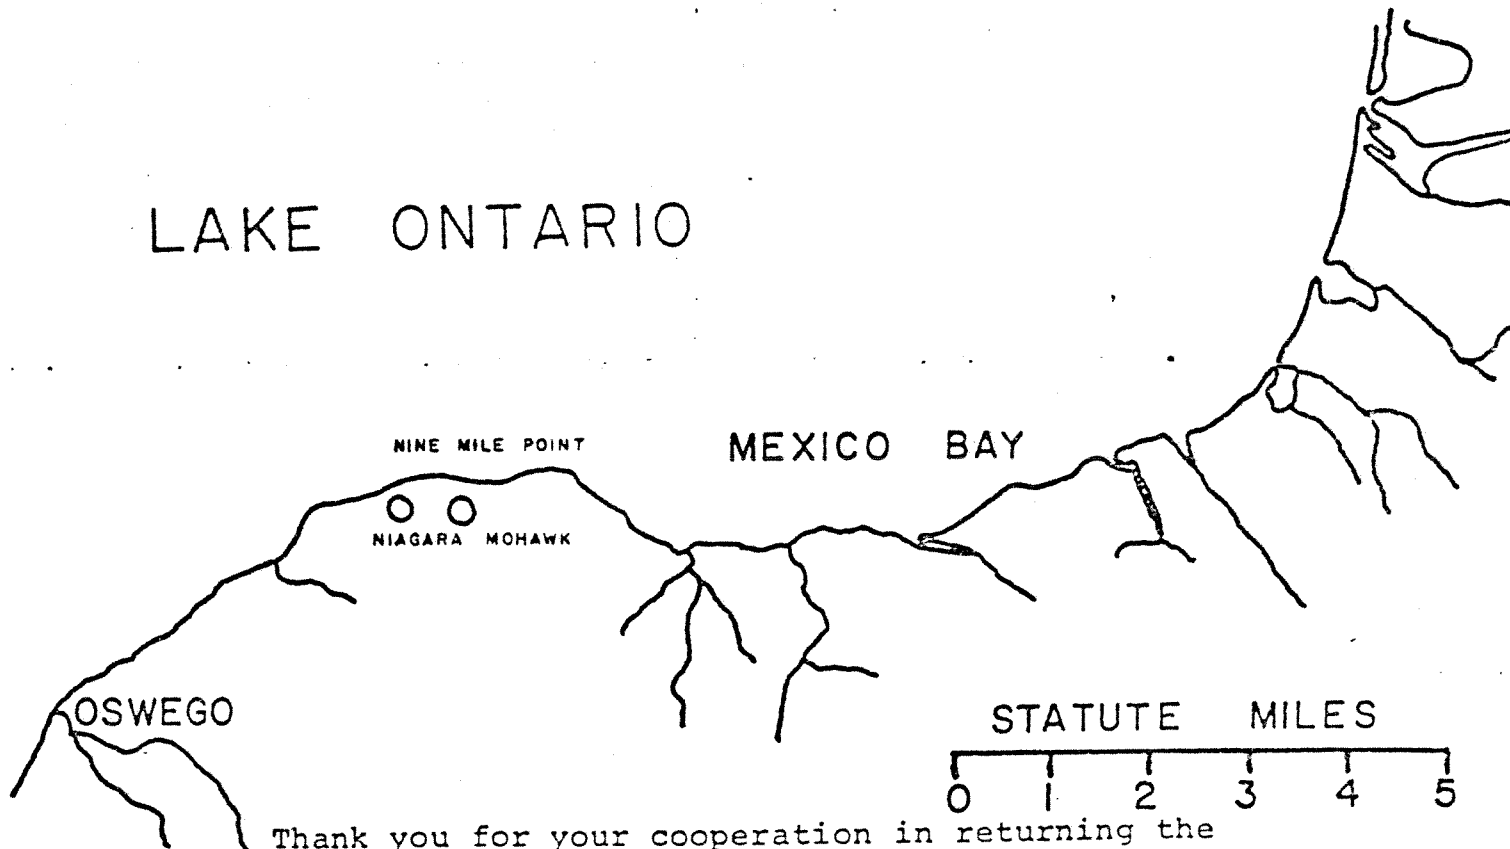 LAKE ONTARIO
NINE MILE POINT
MEXICO BAY
NIAGARA MOHAWK
OSWEGO
STATUTE MILES
0 1 2 3 4 5
Thank you for your cooperation in returning the